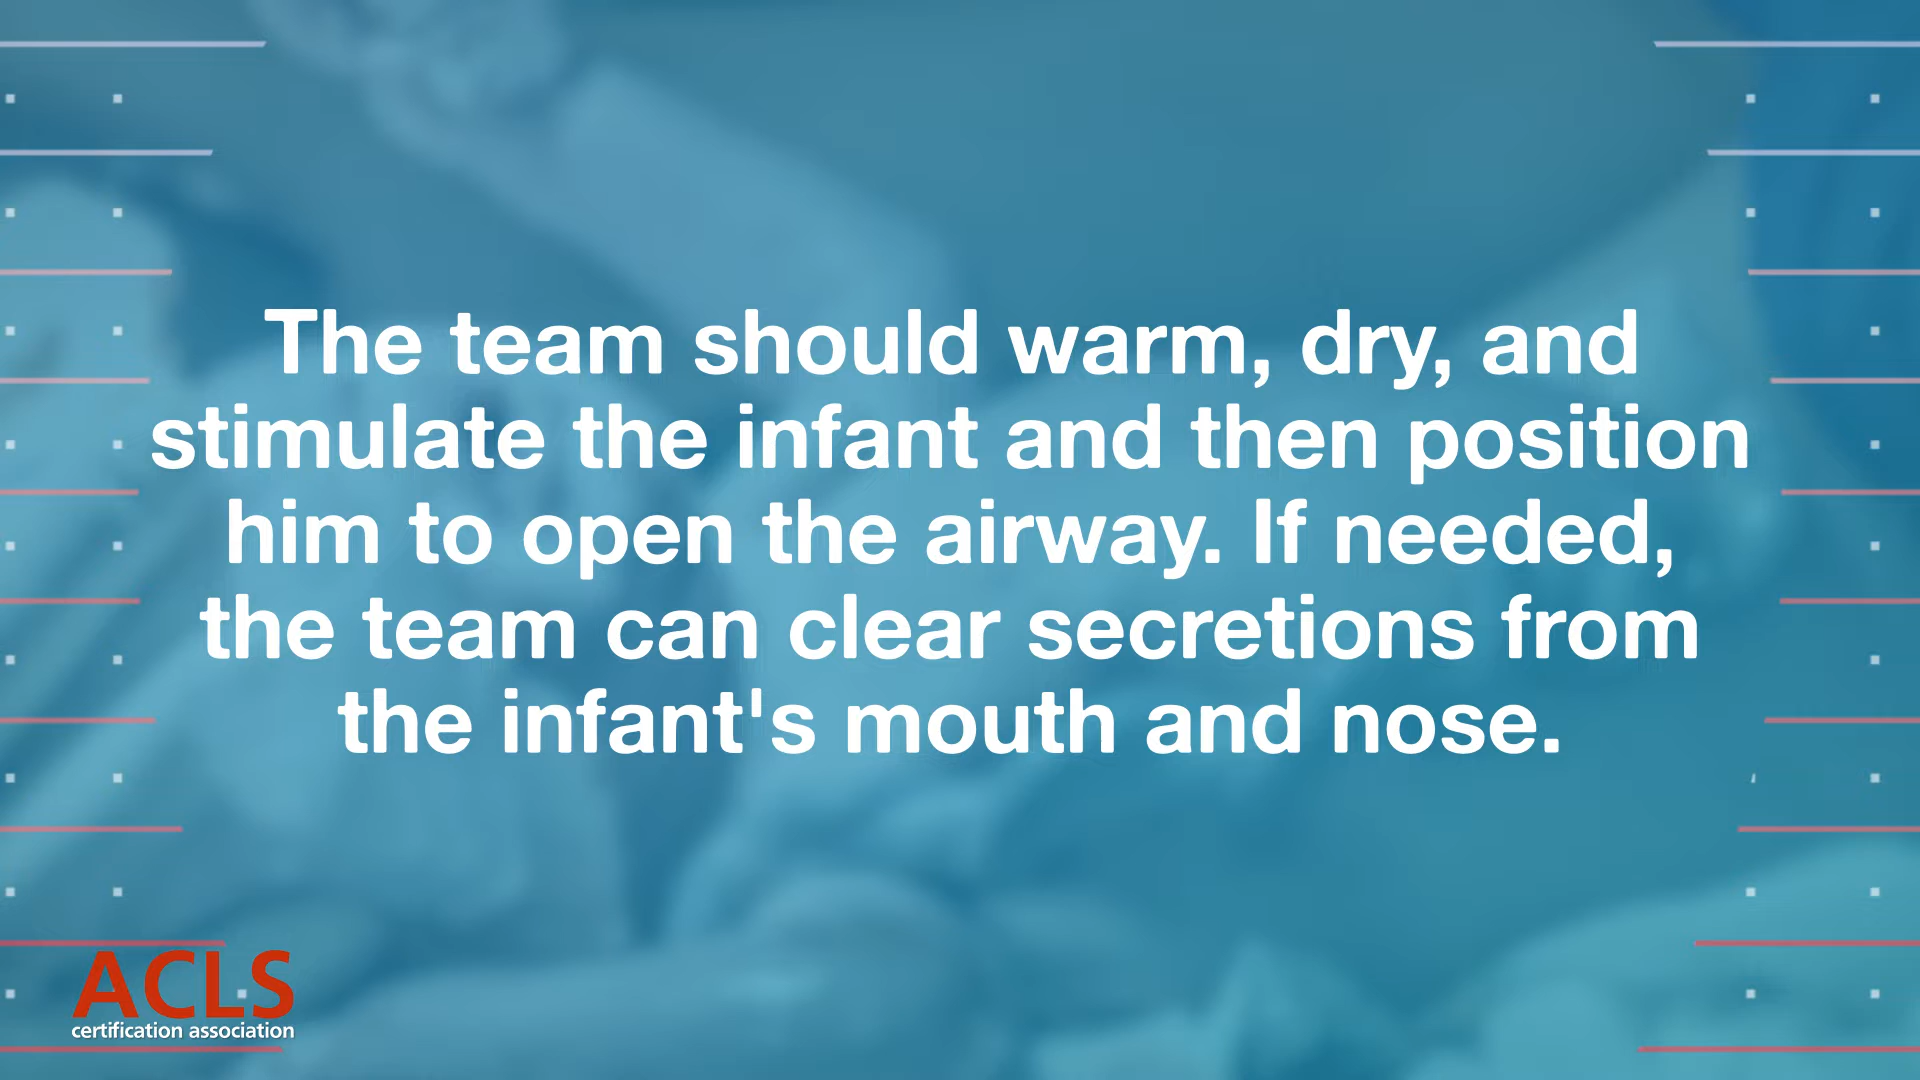 The team should warm, dry, and
stimulate the infant and then position
him to open the airway. If needed,
the team can clear secretions from
the infant's mouth and nose.
ACLS
certification association